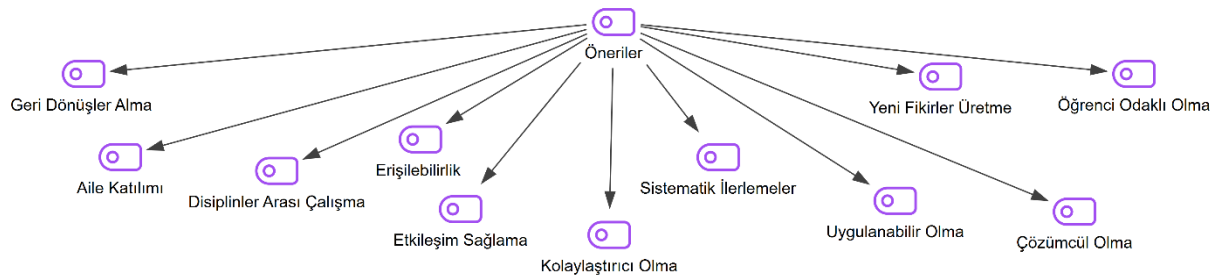 Öneriler
Geri Dönüşler Alma
Yeni Fikirler Üretme
Öğrenci Odaklı Olma
Aile Katılımı
Erişilebilirlik
Sistematik İlerlemeler
Disiplinler Arası Çalışma
Etkileşim Sağlama
Uygulanabilir Olma
Çözümcül Olma
Kolaylaştırıcı Olma